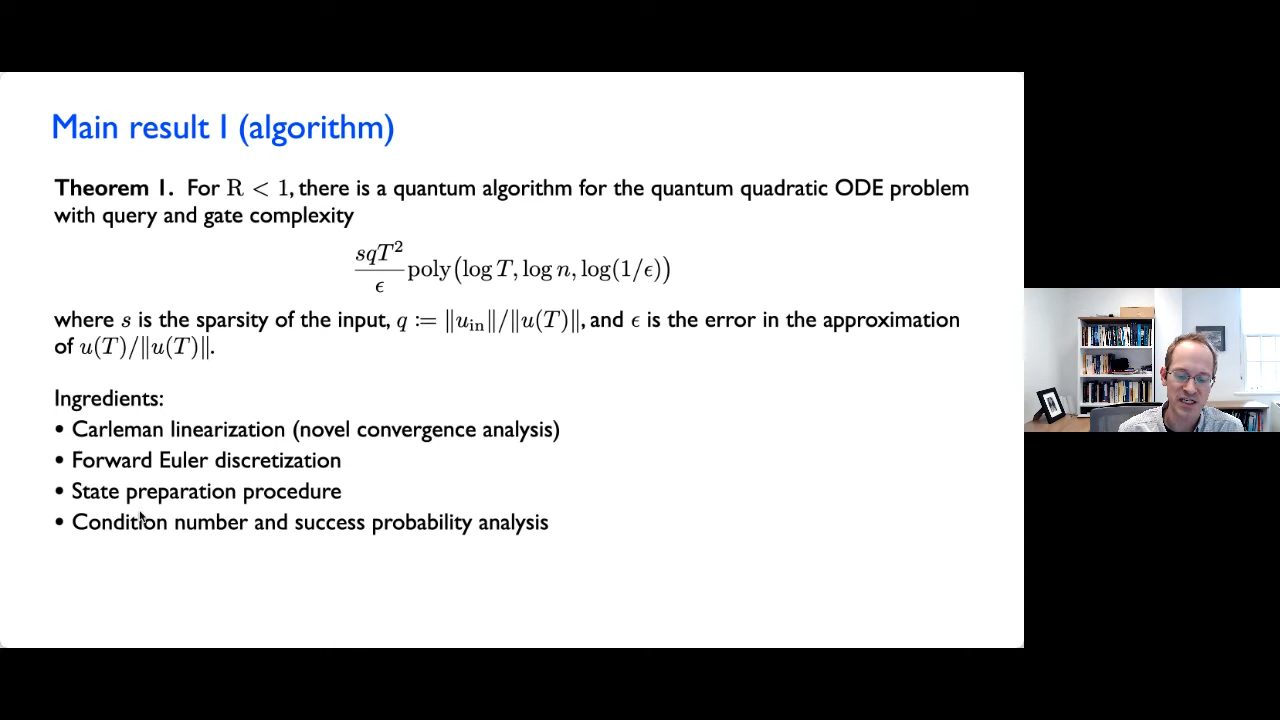 Main result I (algorithm)
Theorem 1. For R < 1, there is a quantum algorithm for the quantum quadratic ODE problem
with query and gate complexity
sqT²/ϵ poly(log T, log n, log(1/ϵ))
where s is the sparsity of the input, q := ‖u_in‖/‖u(T)‖, and ϵ is the error in the approximation
of u(T)/‖u(T)‖.
Ingredients:
• Carleman linearization (novel convergence analysis)
• Forward Euler discretization
• State preparation procedure
• Condition number and success probability analysis